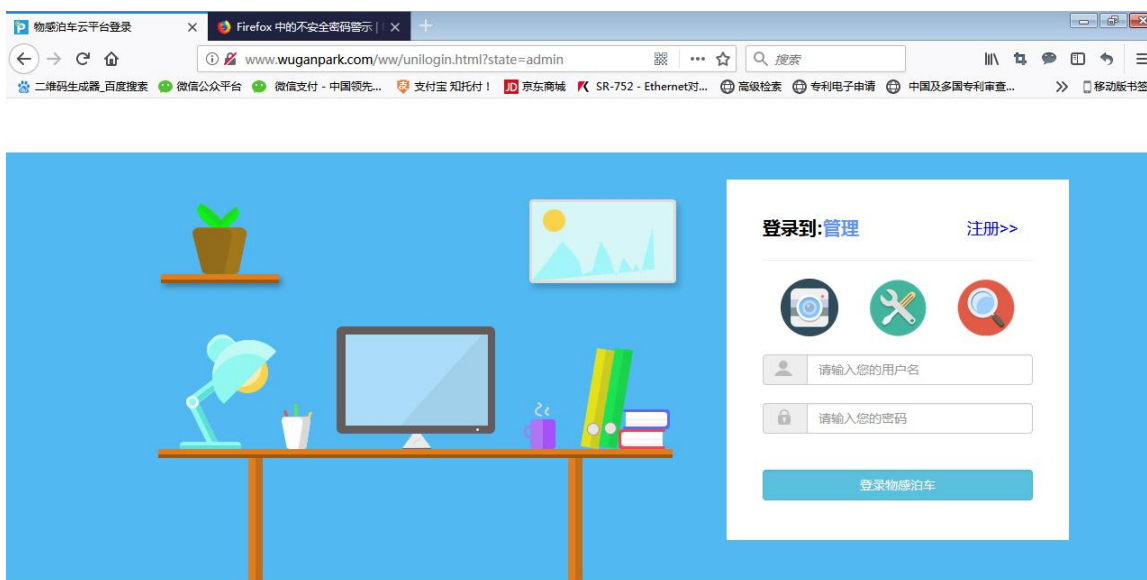 物感泊车云平台登录
Firefox 中的不安全密码警示 |
www.wuganpark.com/ww/unilogin.html?state=admin
搜索
二维码生成器_百度搜索 微信公众平台 微信支付 - 中国领先... 支付宝 知托付！ JD 京东商城 SR-752 - Ethernet对... 高级检索 专利电子申请 中国及多国专利审查... 移动版书签
登录到:管理 注册>>
请输入您的用户名
请输入您的密码
登录物感泊车